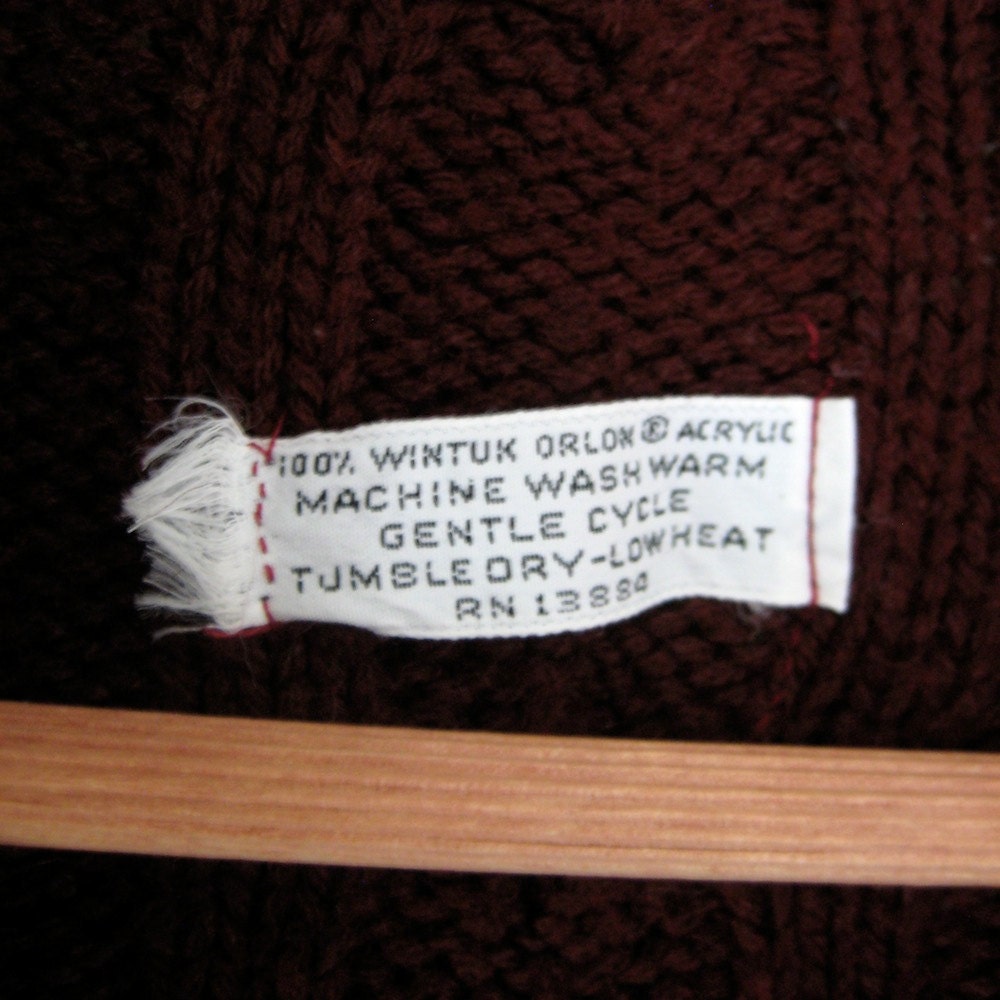 100% WINTUK ORLON® ACRYLIC
MACHINE WASH WARM
GENTLE CYCLE
TUMBLE DRY-LOW HEAT
RN 13884